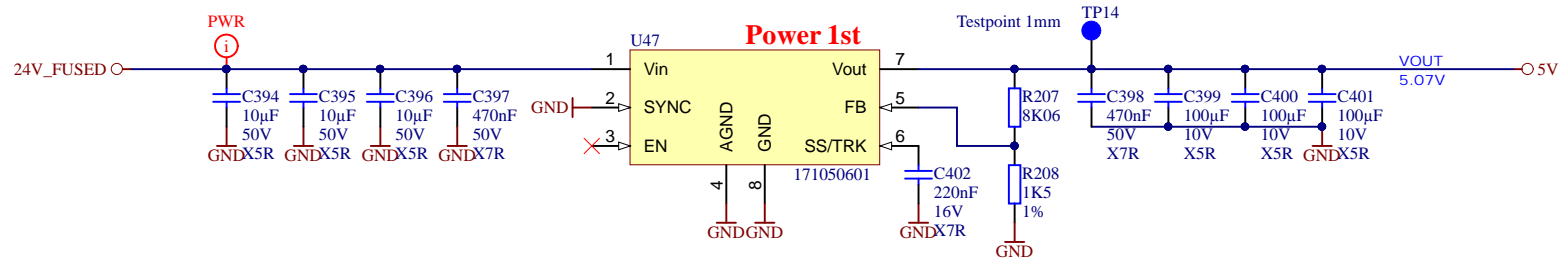 PWR
i
24V_FUSED
C394
10µF
50V
X5R
GND
C395
10µF
50V
X5R
GND
C396
10µF
50V
X5R
GND
C397
470nF
50V
X7R
GND
U47
Power 1st
1
Vin
GND
2
SYNC
3
EN
AGND
GND
4
8
GND
GND
Vout
7
FB
5
SS/TRK
6
171050601
C402
220nF
16V
X7R
GND
R207
8K06
R208
1K5
1%
GND
Testpoint 1mm
TP14
C398
470nF
50V
X7R
C399
100µF
10V
X5R
C400
100µF
10V
X5R
C401
100µF
10V
X5R
GND
VOUT
5.07V
5V